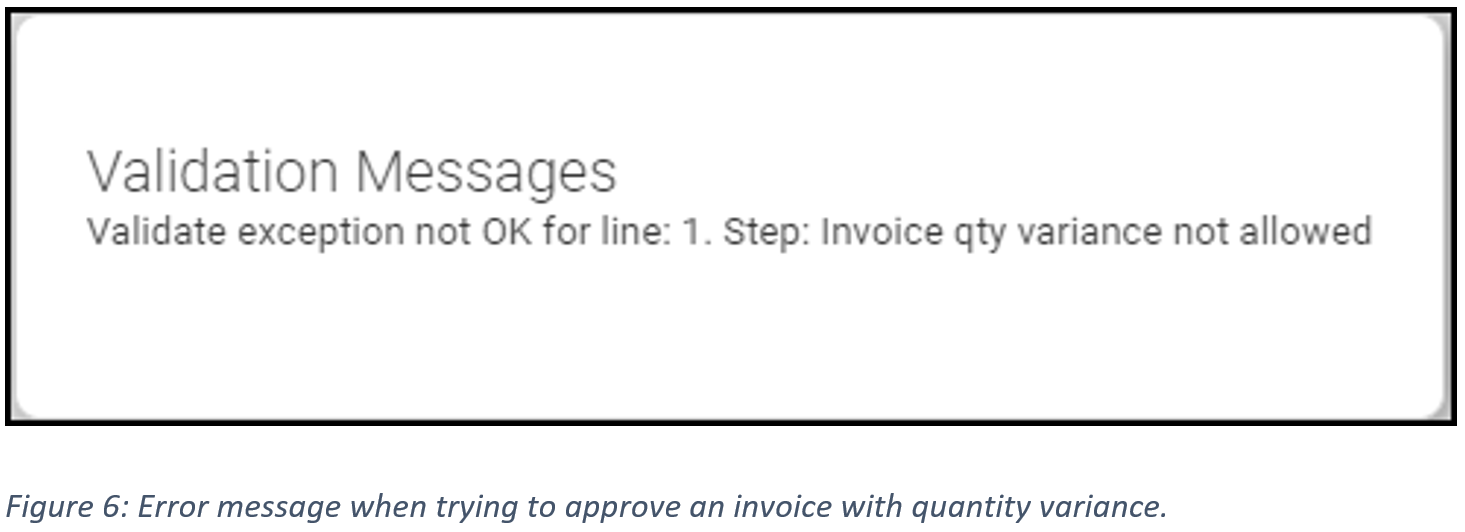 Validation Messages
Validate exception not OK for line: 1. Step: Invoice qty variance not allowed
Figure 6: Error message when trying to approve an invoice with quantity variance.